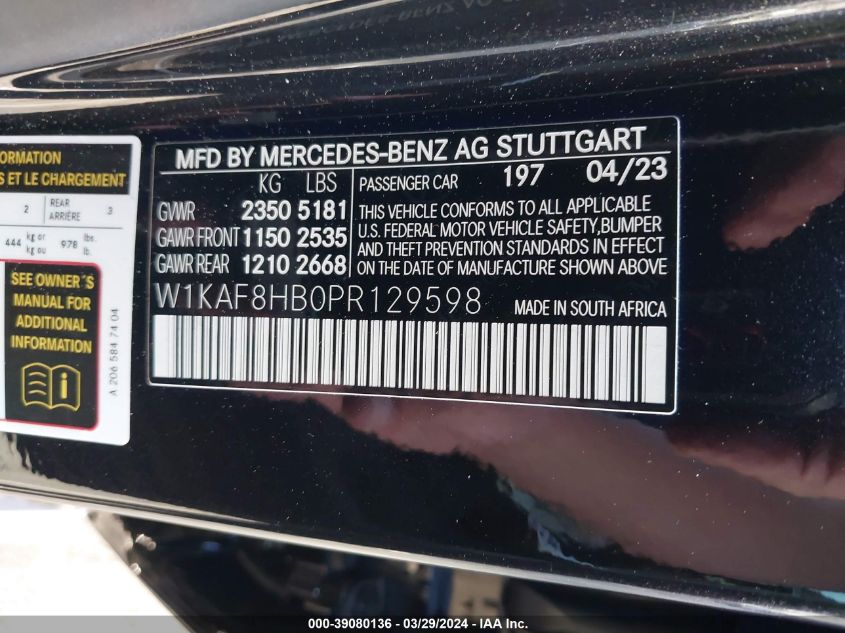 ORMATION
S ET LE CHARGEMENT
2 REAR ARRIÈRE 3
444 kg or kg ou 978 lbs. lb.
SEE OWNER´S
MANUAL FOR
ADDITIONAL
INFORMATION
A 206 584 74 04
MFD BY MERCEDES-BENZ AG STUTTGART
KG LBS PASSENGER CAR 197 04/23
GVWR 2350 5181
GAWR FRONT 1150 2535
GAWR REAR 1210 2668
THIS VEHICLE CONFORMS TO ALL APPLICABLE
U.S. FEDERAL MOTOR VEHICLE SAFETY,BUMPER
AND THEFT PREVENTION STANDARDS IN EFFECT
ON THE DATE OF MANUFACTURE SHOWN ABOVE
W1KAF8HB0PR129598 MADE IN SOUTH AFRICA
000-39080136 - 03/29/2024 - IAA Inc.